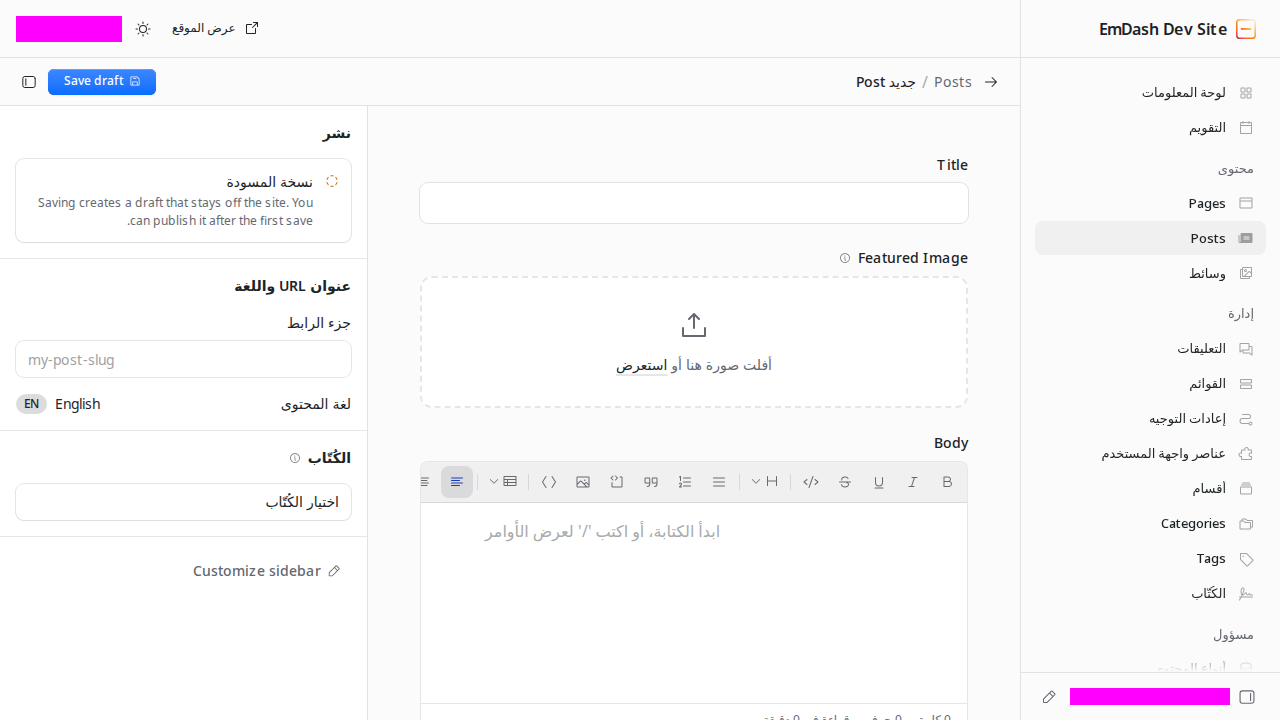 EmDash Dev Site
عرض الموقع
لوحة المعلومات
التقويم
محتوى
Pages
Posts
وسائط
إدارة
التعليقات
القوائم
إعادات التوجيه
عناصر واجهة المستخدم
أقسام
Categories
Tags
الكُتّاب
مسؤول
أنواع المحتوى
Posts / جديد Post
Save draft
Title
Featured Image
أفلت صورة هنا أو استعرض
Body
ابدأ الكتابة، أو اكتب '/' لعرض الأوامر
نشر
نسخة المسودة
Saving creates a draft that stays off the site. You
can publish it after the first save.
عنوان URL واللغة
جزء الرابط
my-post-slug
لغة المحتوى
English EN
الكُتّاب
اختيار الكُتّاب
Customize sidebar